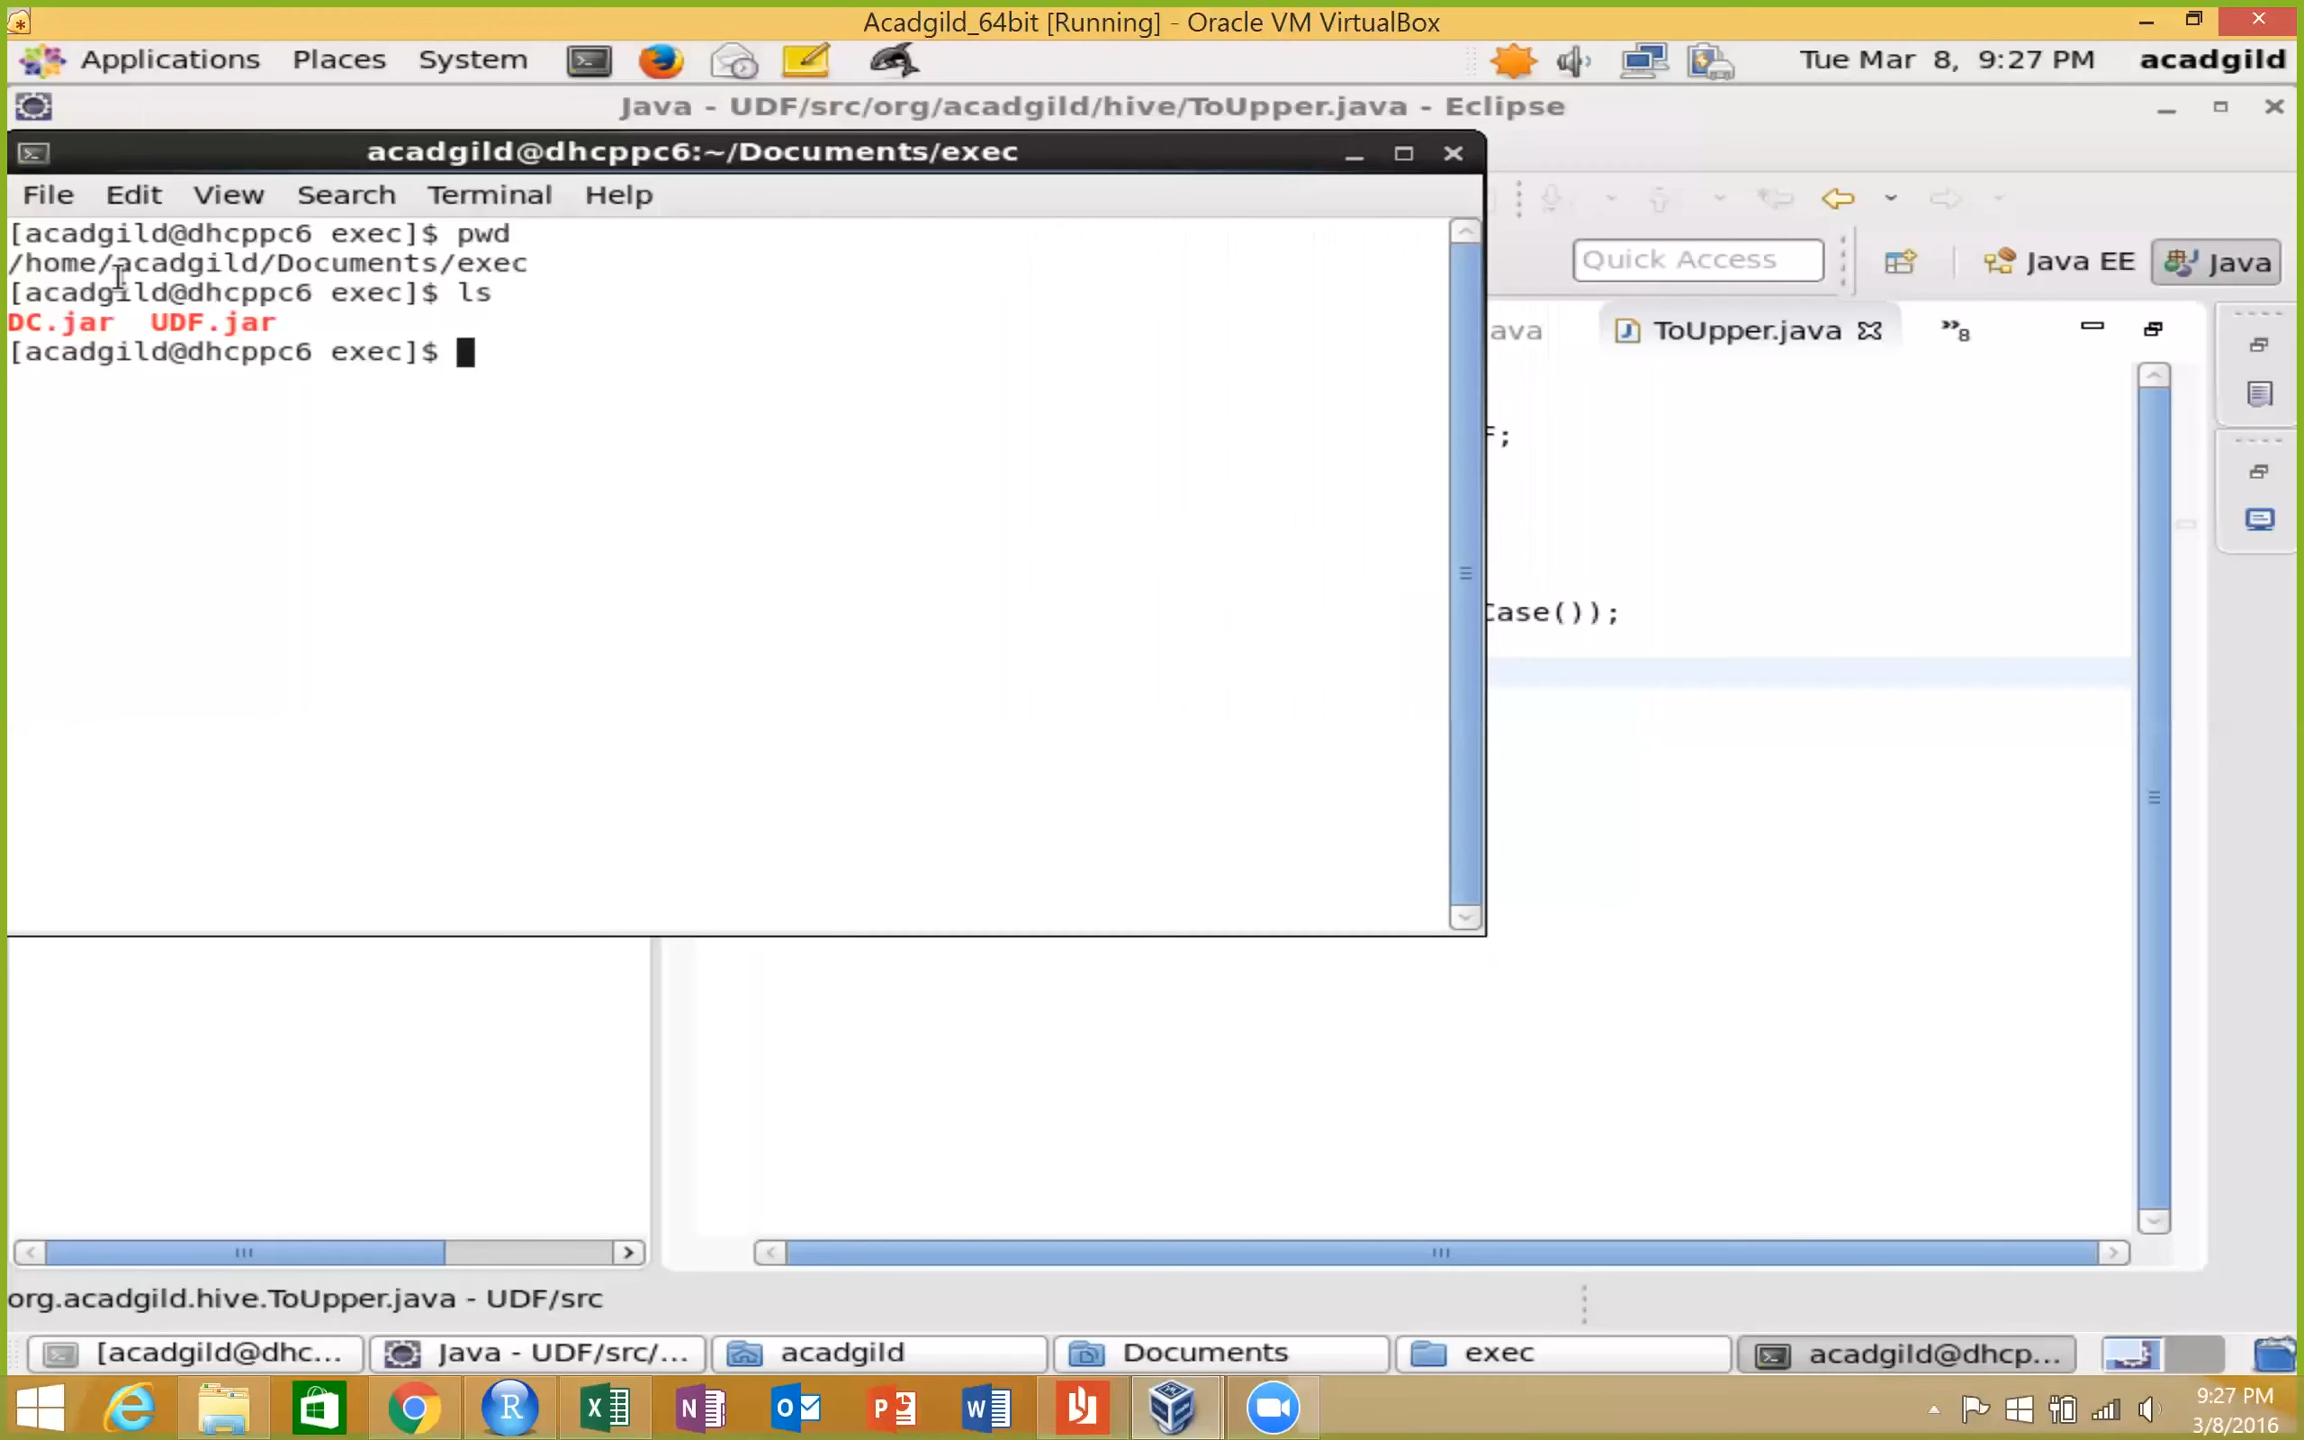 Acadgild_64bit [Running] - Oracle VM VirtualBox
Applications Places System Tue Mar 8, 9:27 PM acadgild
Java - UDF/src/org/acadgild/hive/ToUpper.java - Eclipse
acadgild@dhcppc6:~/Documents/exec
File Edit View Search Terminal Help
[acadgild@dhcppc6 exec]$ pwd
/home/acadgild/Documents/exec
[acadgild@dhcppc6 exec]$ ls
DC.jar UDF.jar
[acadgild@dhcppc6 exec]$
Quick Access Java EE Java
ava ToUpper.java »8
f;
Case());
org.acadgild.hive.ToUpper.java - UDF/src
[acadgild@dhc... Java - UDF/src/... acadgild Documents exec acadgild@dhcp...
9:27 PM
3/8/2016